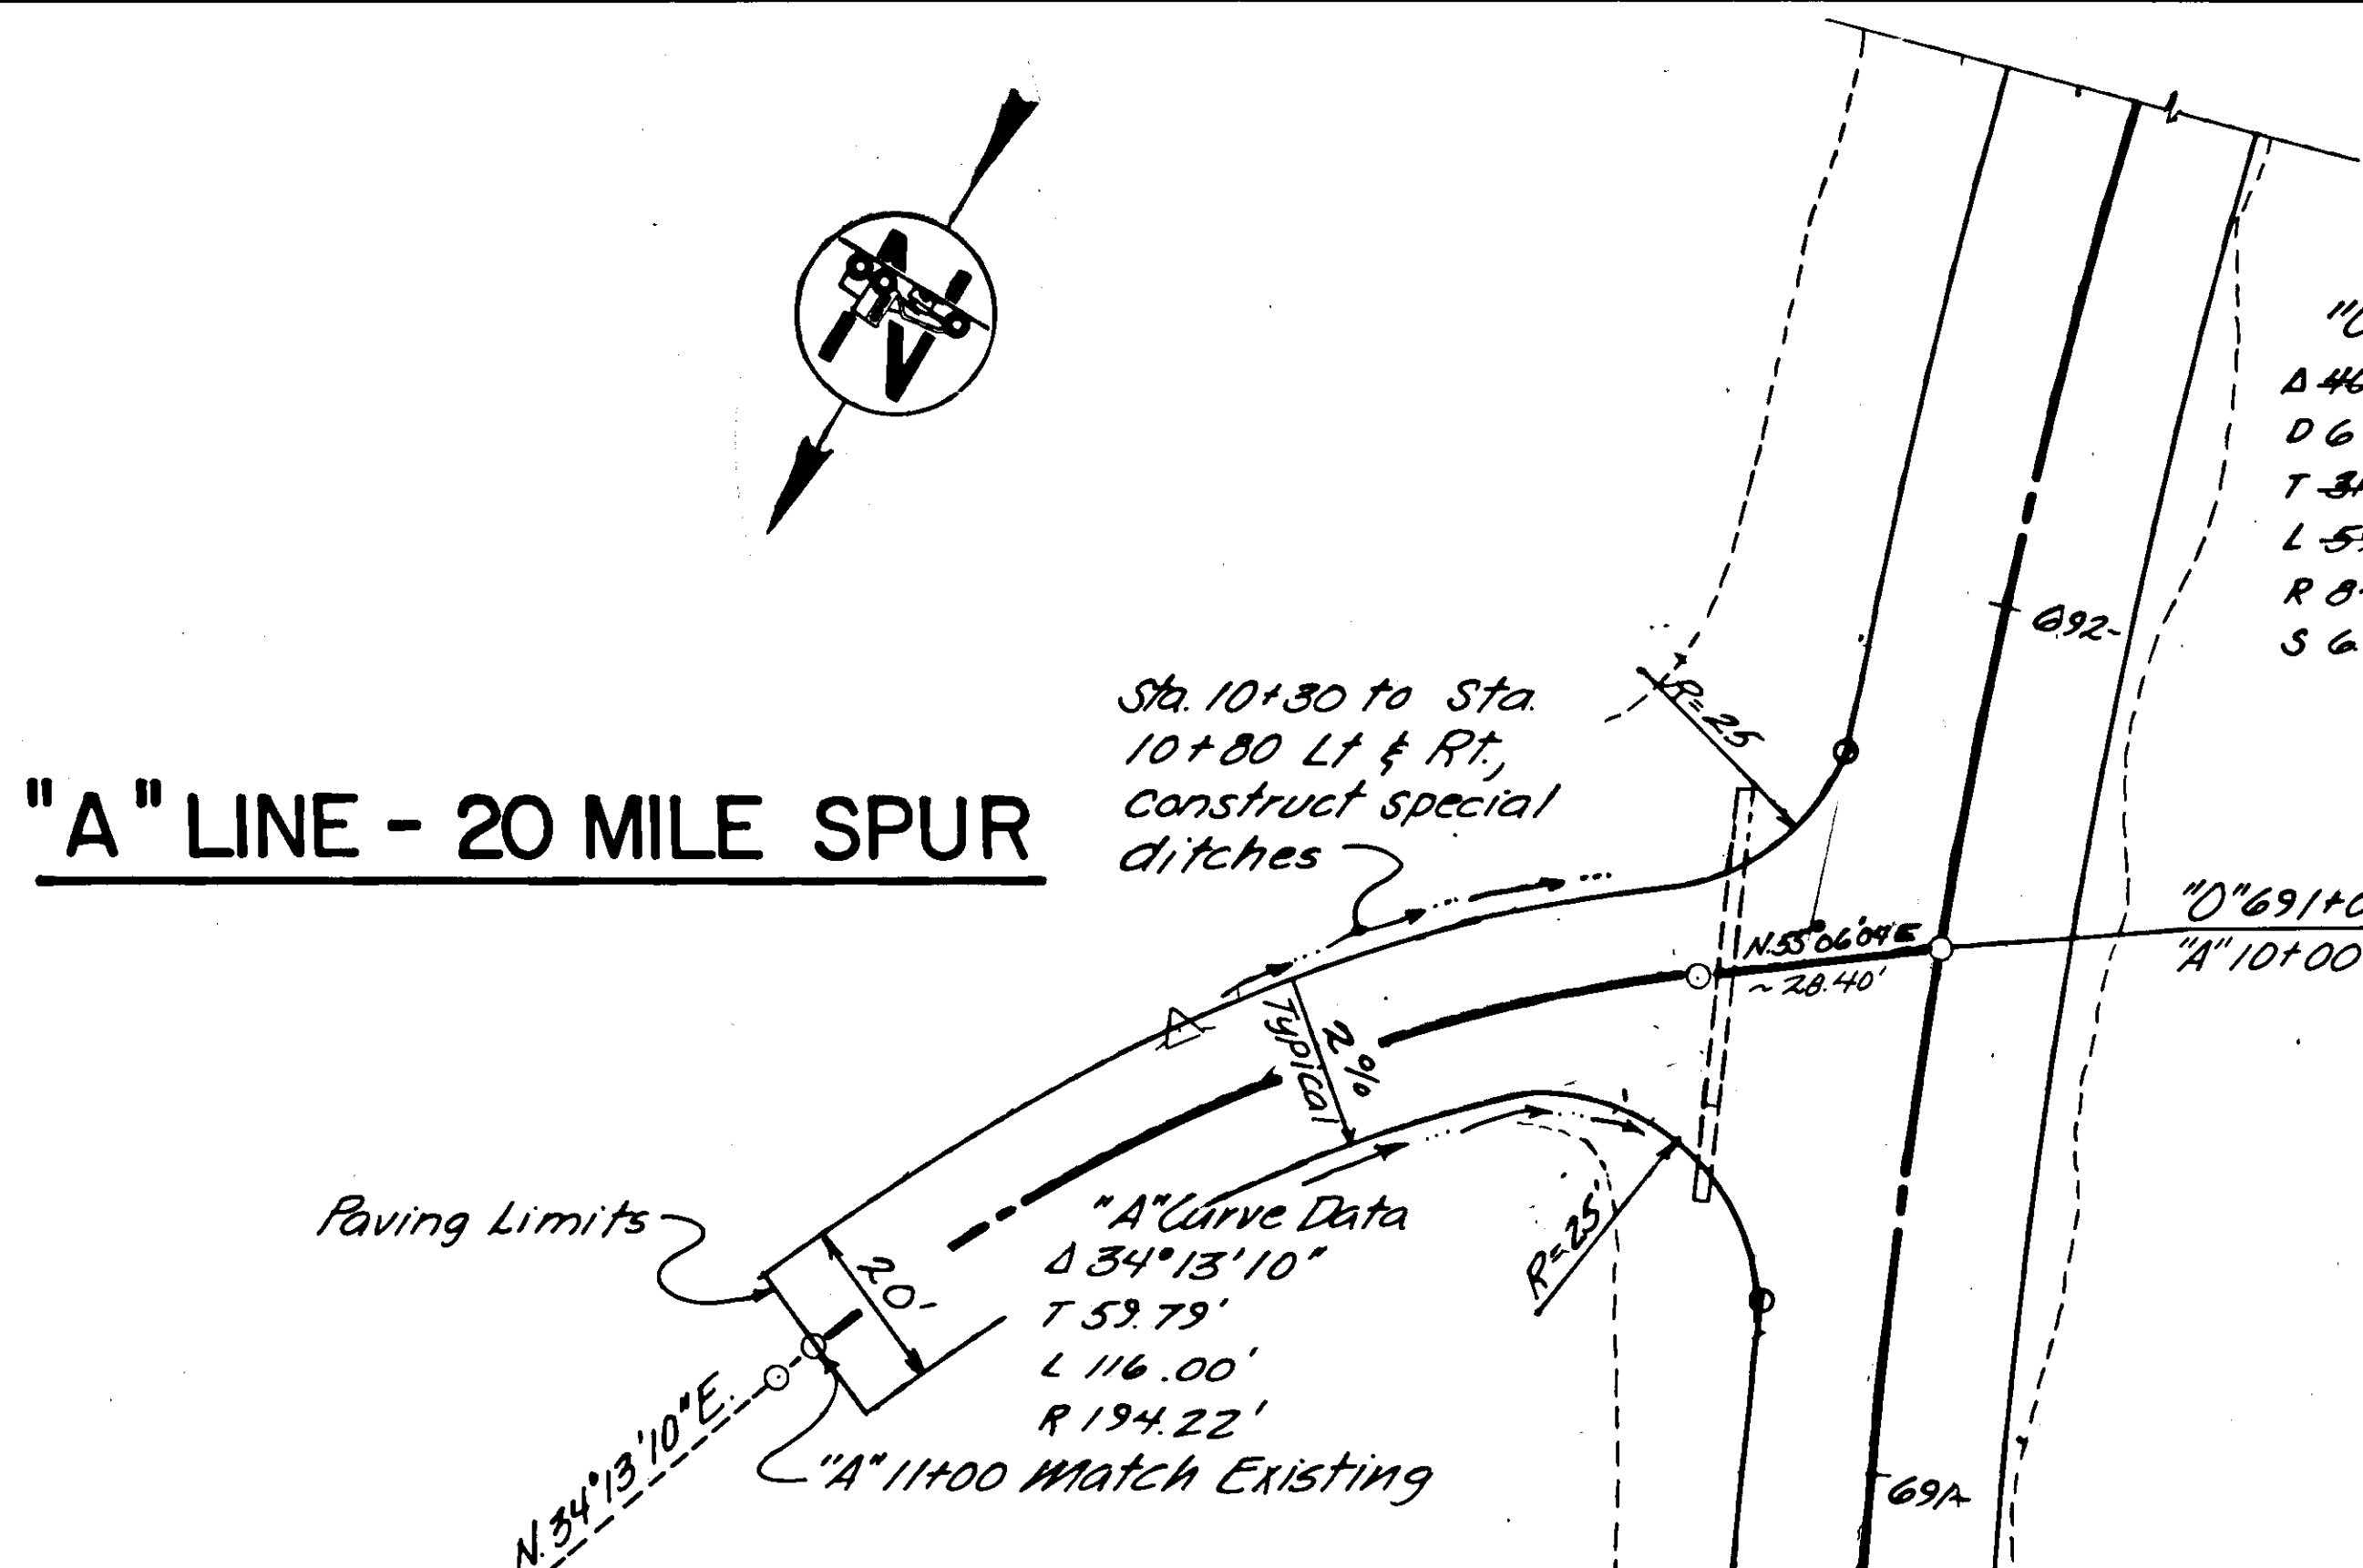 Sta. 10+30 to Sta.
10+80 Lt & Rt.,
construct special
ditches
"A" LINE - 20 MILE SPUR
R=25
692
"O" 691+0
"A" 10+00
N.55°06'04"E
~28.40'
2%
Typical
Paving Limits
20'
"A" Curve Data
Δ 34°13'10"
T 59.79'
L 116.00'
R 194.22'
R=25
"A" 11+00 Match Existing
N.34°13'10"E.
691
D 6
R 8
S 6